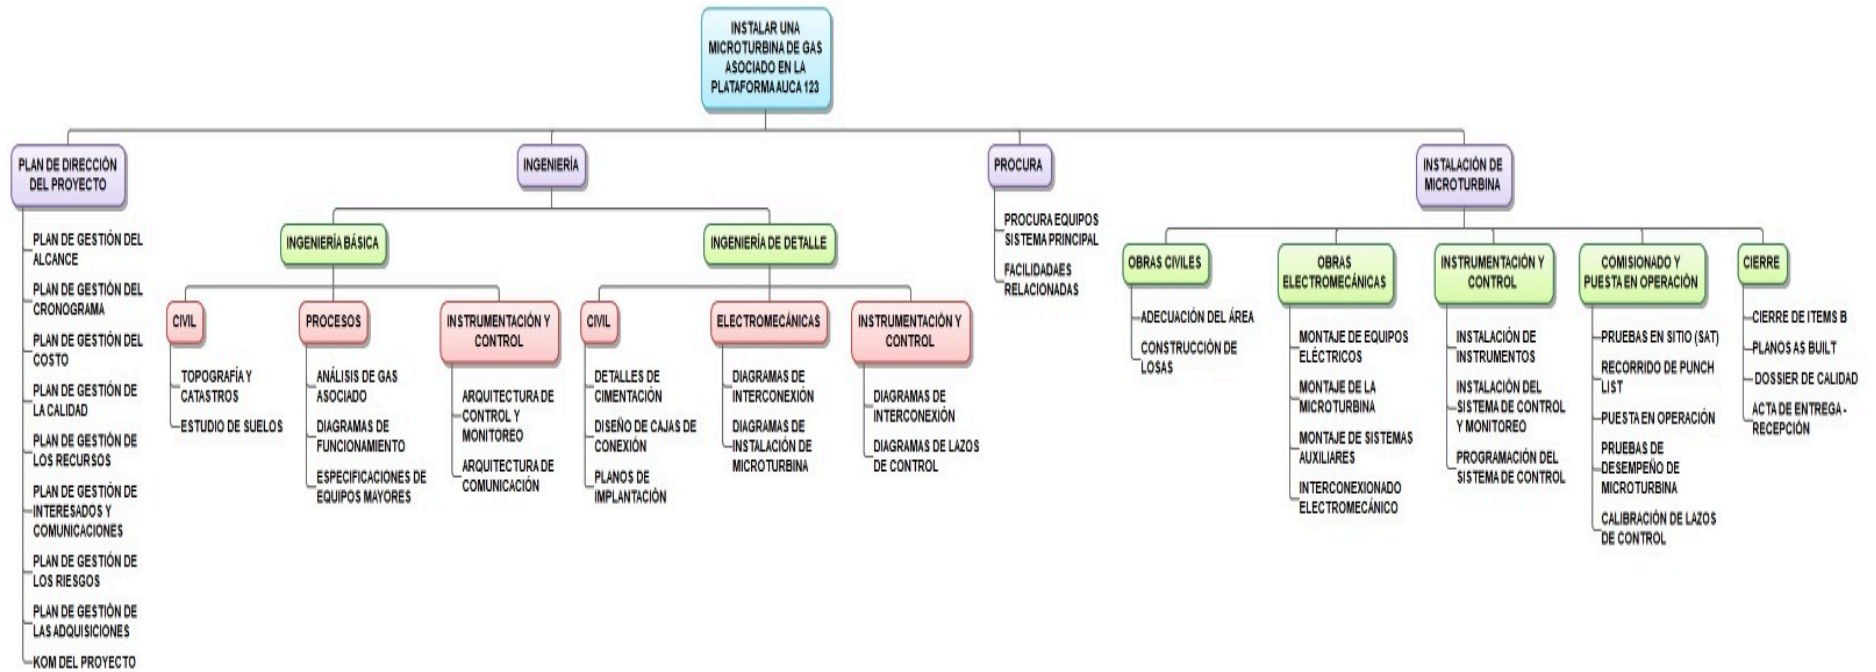 INSTALAR UNA
MICROTURBINA DE GAS
ASOCIADO EN LA
PLATAFORMA AUCA 123
PLAN DE DIRECCIÓN
DEL PROYECTO
PLAN DE GESTIÓN DEL
ALCANCE
PLAN DE GESTIÓN DEL
CRONOGRAMA
PLAN DE GESTIÓN DEL
COSTO
PLAN DE GESTIÓN DE
LA CALIDAD
PLAN DE GESTIÓN DE
LOS RECURSOS
PLAN DE GESTIÓN DE
INTERESADOS Y
COMUNICACIONES
PLAN DE GESTIÓN DE
LOS RIESGOS
PLAN DE GESTIÓN DE
LAS ADQUISICIONES
KOM DEL PROYECTO
INGENIERÍA
INGENIERÍA BÁSICA
CIVIL
TOPOGRAFÍA Y
CATASTROS
ESTUDIO DE SUELOS
PROCESOS
ANÁLISIS DE GAS
ASOCIADO
DIAGRAMAS DE
FUNCIONAMIENTO
ESPECIFICACIONES DE
EQUIPOS MAYORES
INSTRUMENTACIÓN Y
CONTROL
ARQUITECTURA DE
CONTROL Y
MONITOREO
ARQUITECTURA DE
COMUNICACIÓN
INGENIERÍA DE DETALLE
CIVIL
DETALLES DE
CIMENTACIÓN
DISEÑO DE CAJAS DE
CONEXIÓN
PLANOS DE
IMPLANTACIÓN
ELECTROMECÁNICAS
DIAGRAMAS DE
INTERCONEXIÓN
DIAGRAMAS DE
INSTALACIÓN DE
MICROTURBINA
INSTRUMENTACIÓN Y
CONTROL
DIAGRAMAS DE
INTERCONEXIÓN
DIAGRAMAS DE LAZOS
DE CONTROL
PROCURA
PROCURA EQUIPOS
SISTEMA PRINCIPAL
FACILIDADAES
RELACIONADAS
INSTALACIÓN DE
MICROTURBINA
OBRAS CIVILES
ADECUACIÓN DEL ÁREA
CONSTRUCCIÓN DE
LOSAS
OBRAS
ELECTROMECÁNICAS
MONTAJE DE EQUIPOS
ELÉCTRICOS
MONTAJE DE LA
MICROTURBINA
MONTAJE DE SISTEMAS
AUXILIARES
INTERCONEXIONADO
ELECTROMECÁNICO
INSTRUMENTACIÓN Y
CONTROL
INSTALACIÓN DE
INSTRUMENTOS
INSTALACIÓN DEL
SISTEMA DE CONTROL
Y MONITOREO
PROGRAMACIÓN DEL
SISTEMA DE CONTROL
COMISIONADO Y
PUESTA EN OPERACIÓN
PRUEBAS EN SITIO (SAT)
RECORRIDO DE PUNCH
LIST
PUESTA EN OPERACIÓN
PRUEBAS DE
DESEMPEÑO DE
MICROTURBINA
CALIBRACIÓN DE LAZOS
DE CONTROL
CIERRE
CIERRE DE ITEMS B
PLANOS AS BUILT
DOSSIER DE CALIDAD
ACTA DE ENTREGA -
RECEPCIÓN